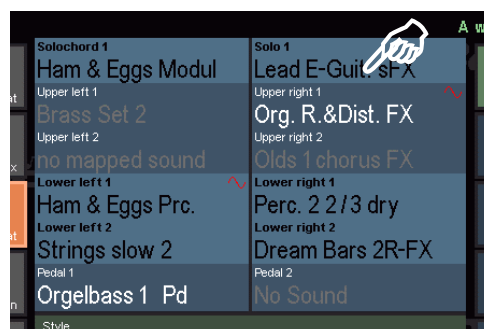 A w
Solochord 1 Solo 1
Ham & Eggs Modul Lead E-Guit. sFX
Upper left 1 Upper right 1
Brass Set 2 Org. R.&Dist. FX
Upper left 2 Upper right 2
no mapped sound Olds 1 chorus FX
Lower left 1 Lower right 1
Ham & Eggs Prc. Perc. 2 2/3 dry
Lower left 2 Lower right 2
Strings slow 2 Dream Bars 2R-FX
Pedal 1 Pedal 2
Orgelbass 1 Pd No Sound
Style